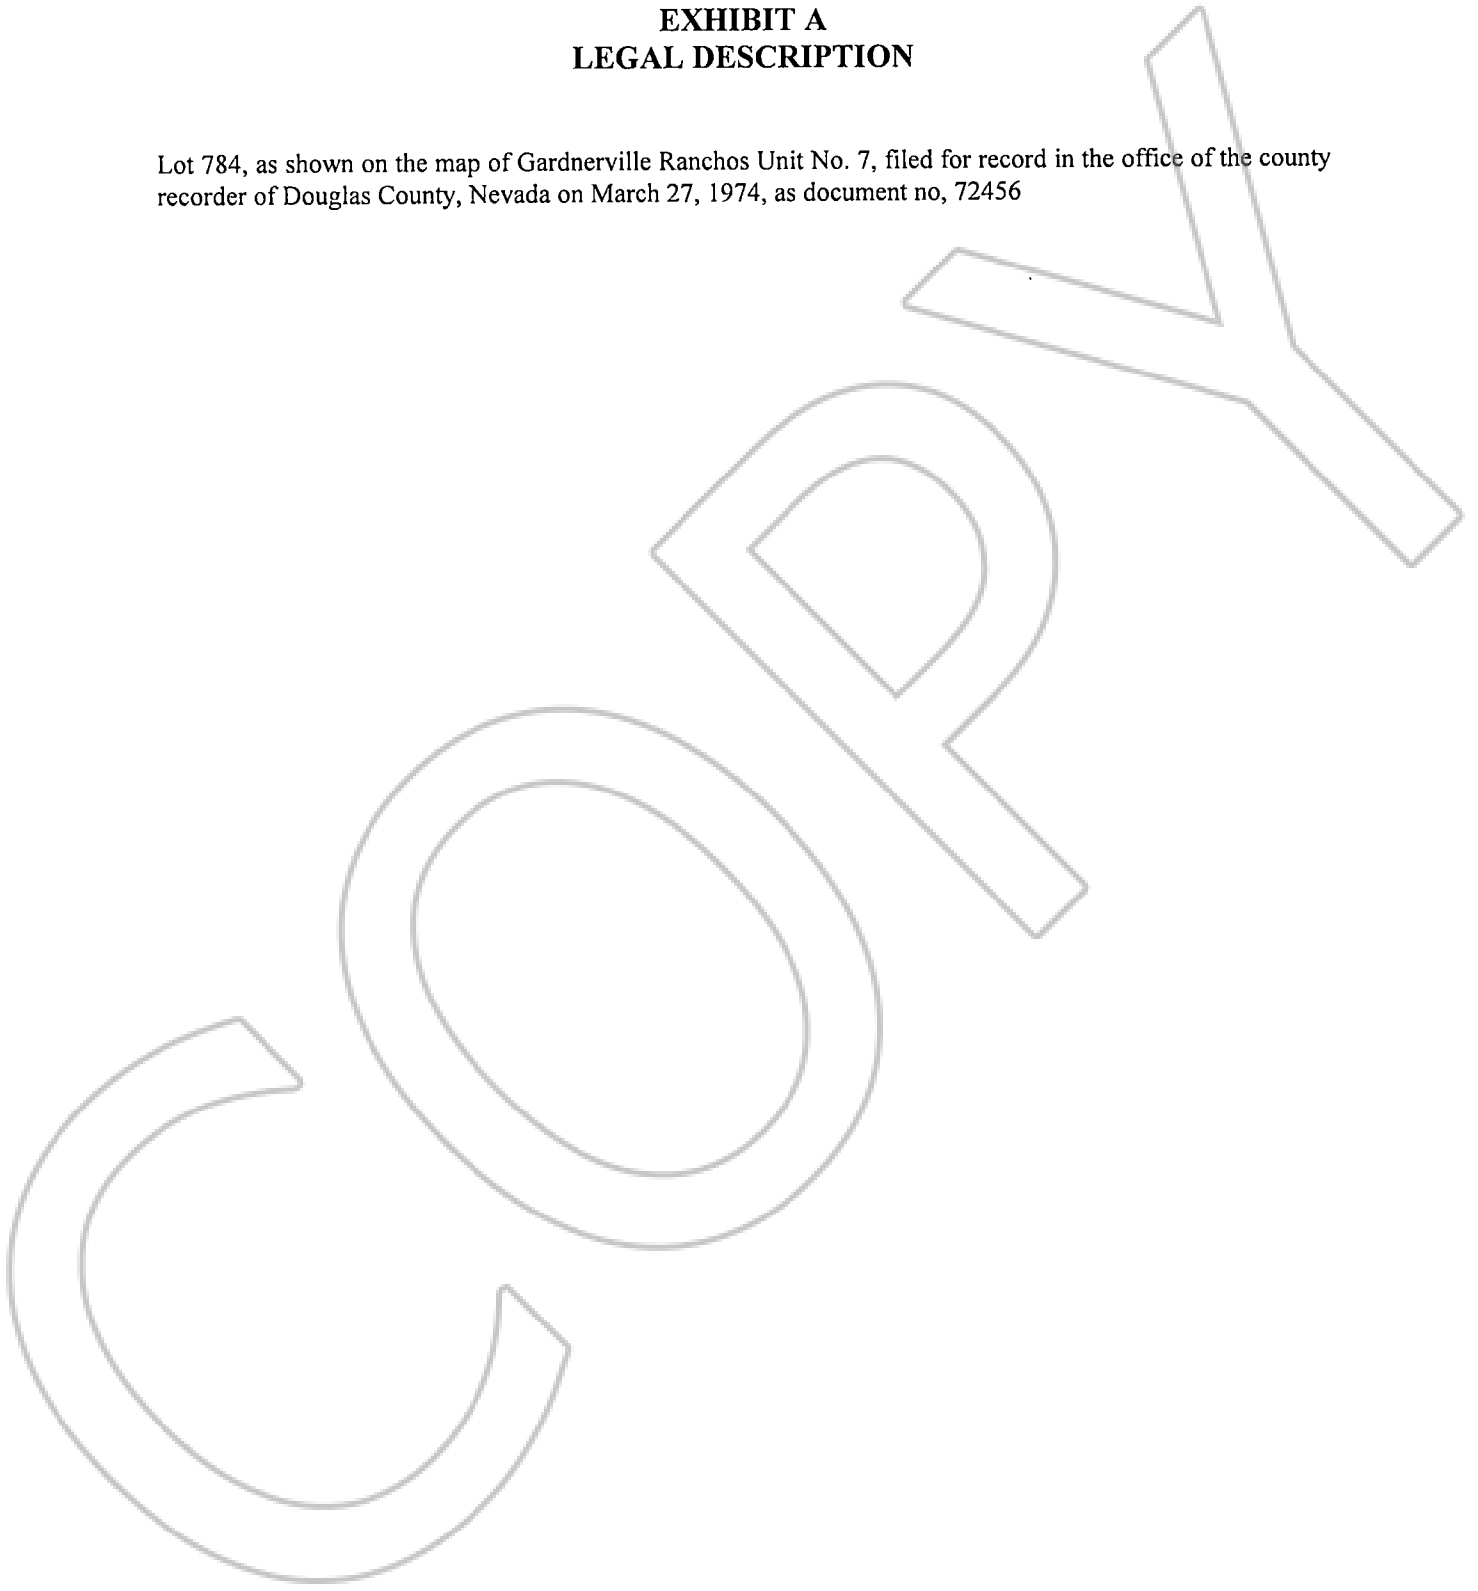 EXHIBIT A
LEGAL DESCRIPTION
Lot 784, as shown on the map of Gardnerville Ranchos Unit No. 7, filed for record in the office of the county
recorder of Douglas County, Nevada on March 27, 1974, as document no, 72456
COPY